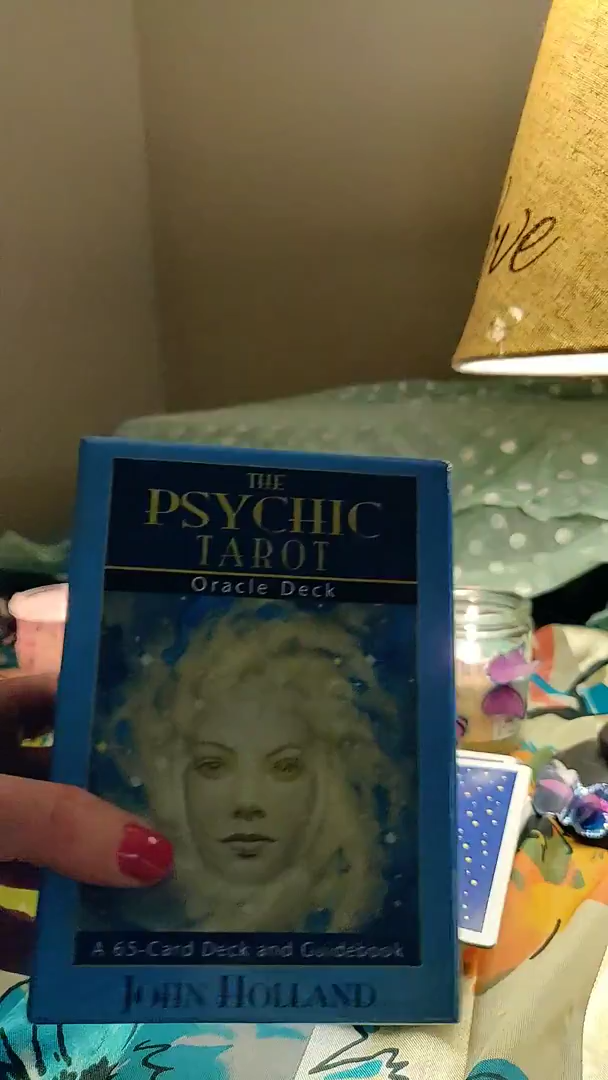 THE
PSYCHIC
TAROT
Oracle Deck
A 65-Card Deck and Guidebook
JOHN HOLLAND